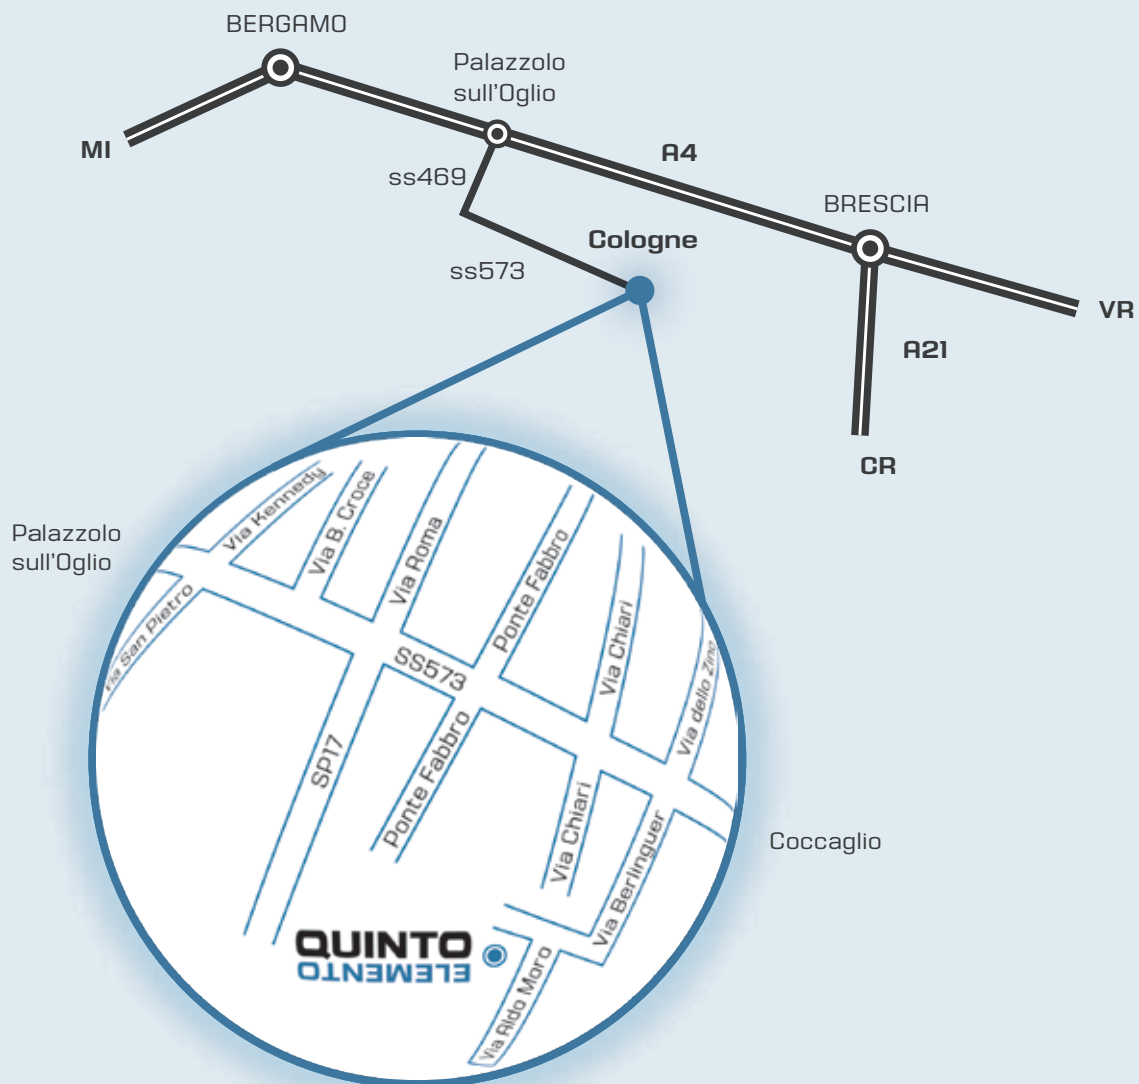 BERGAMO
Palazzolo
sull'Oglio
MI
A4
ss469
BRESCIA
Cologne
ss573
VR
A21
CR
Palazzolo
sull'Oglio
Via Kennedy
Via B. Croce
Via Roma
Ponte Fabbro
Via Chiari
Via dello Zinc
Via San Pietro
SS573
SP17
Ponte Fabbro
Via Chiari
Via Berlinguer
Coccaglio
QUINTO
ELEMENTO
Via Aldo Moro